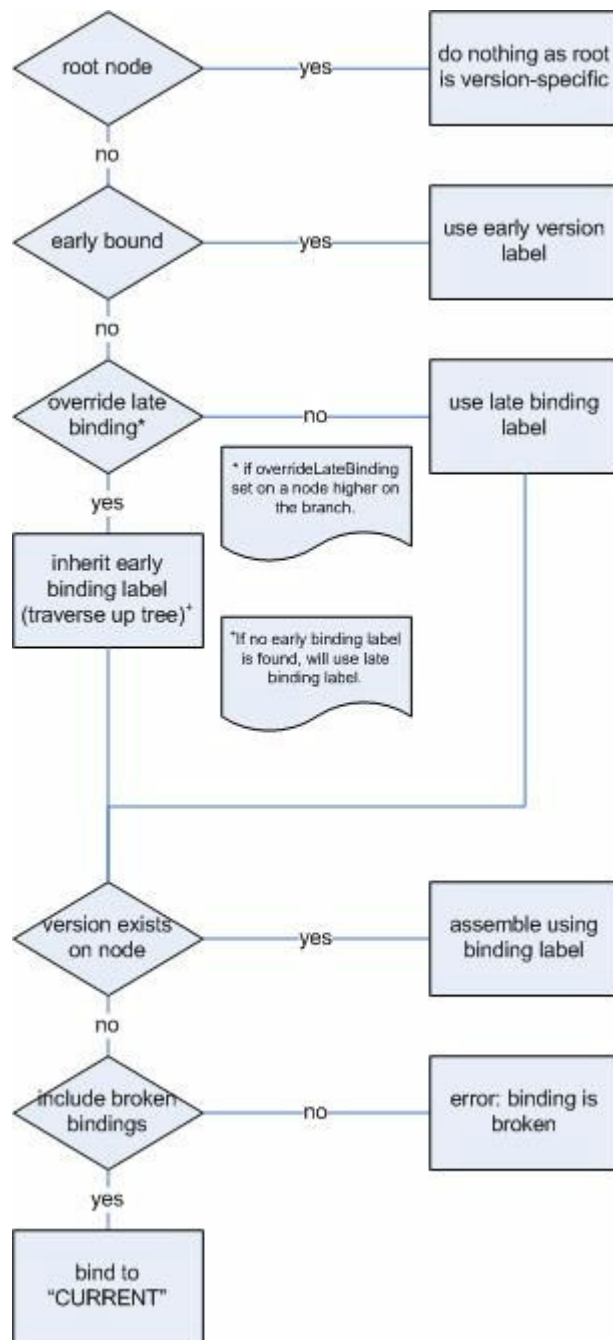 root node
yes
do nothing as root
is version-specific
no
early bound
yes
use early version
label
no
override late
binding*
no
use late binding
label
* if overrideLateBinding
set on a node higher on
the branch.
yes
inherit early
binding label
(traverse up tree)+
+If no early binding label
is found, will use late
binding label.
version exists
on node
yes
assemble using
binding label
no
include broken
bindings
no
error: binding is
broken
yes
bind to
“CURRENT”